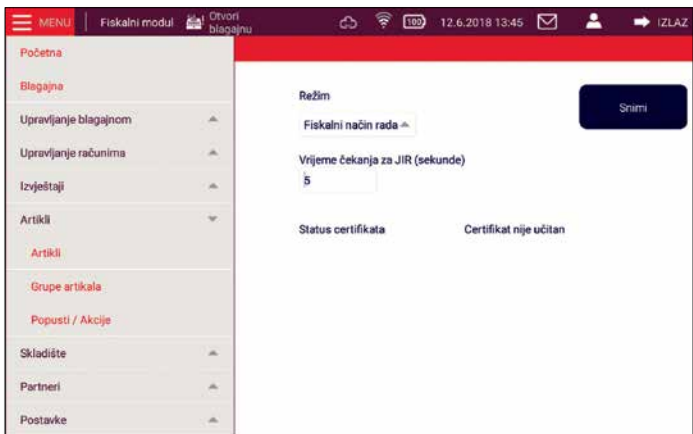 MENU
Fiskalni modul
Otvori
blagajnu
100
12.6.2018 13:45
IZLAZ
Početna
Blagajna
Upravljanje blagajnom
Upravljanje računima
Izvještaji
Artikli
Artikli
Grupe artikala
Popusti / Akcije
Skladište
Partneri
Postavke
Režim
Fiskalni način rada
Snimi
Vrijeme čekanja za JIR (sekunde)
5
Status certifikata
Certifikat nije učitan